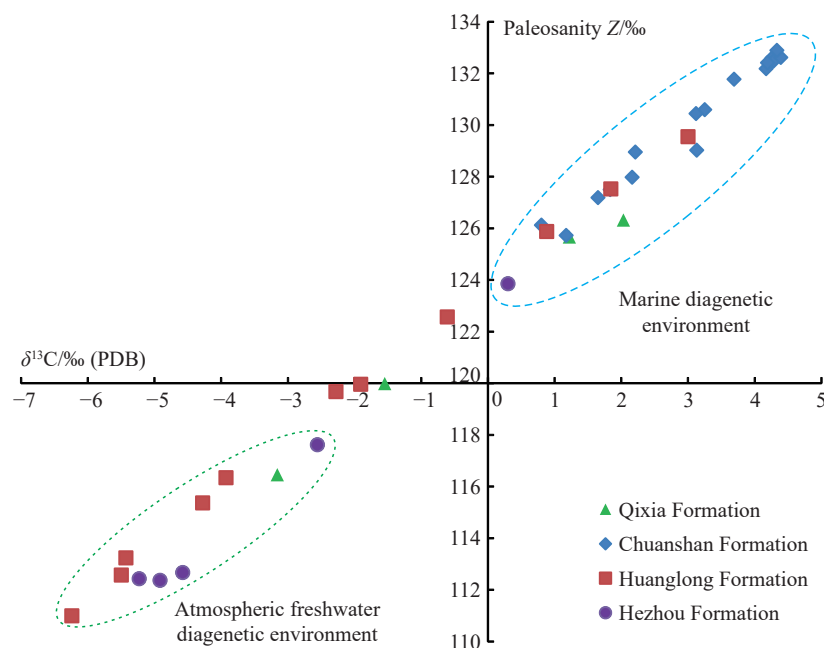 134
Paleosanity Z/‰
132
130
128
126
124
Marine diagenetic
environment
122
δ¹³C/‰ (PDB)
120
−7 −6 −5 −4 −3 −2 −1 0 1 2 3 4 5
118
116
Qixia Formation
114
Chuanshan Formation
Huanglong Formation
112
Hezhou Formation
Atmospheric freshwater
diagenetic environment
110